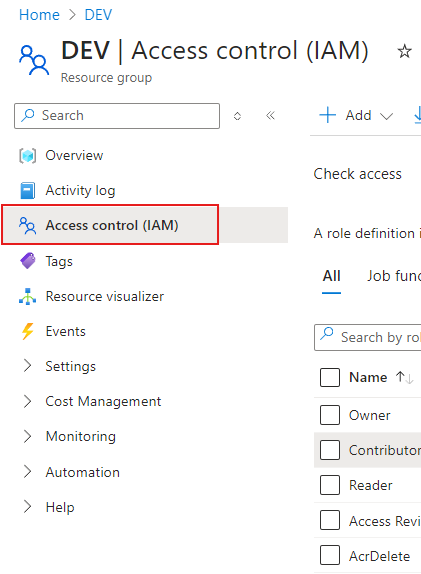 Home > DEV
DEV | Access control (IAM)
Resource group
Search
Overview
Activity log
Access control (IAM)
Tags
Resource visualizer
Events
Settings
Cost Management
Monitoring
Automation
Help
Add
Check access
A role definition i
All Job func
Search by ro
Name
Owner
Contributor
Reader
Access Revi
AcrDelete